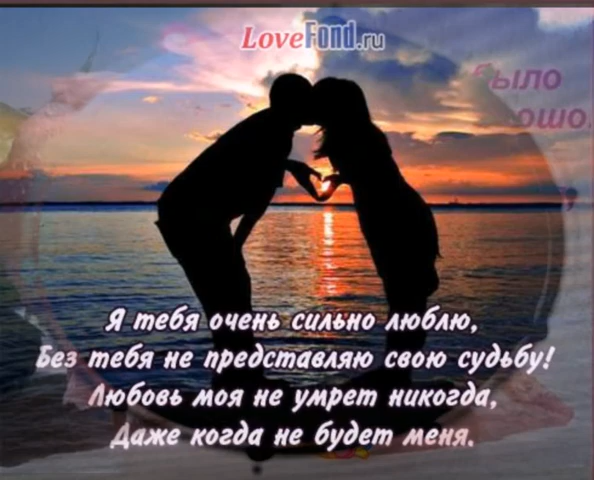 LoveFond.ru
было
Я тебя очень сильно люблю,
Без тебя не представляю свою судьбу!
Любовь моя не умрет никогда,
Даже когда не будет меня.